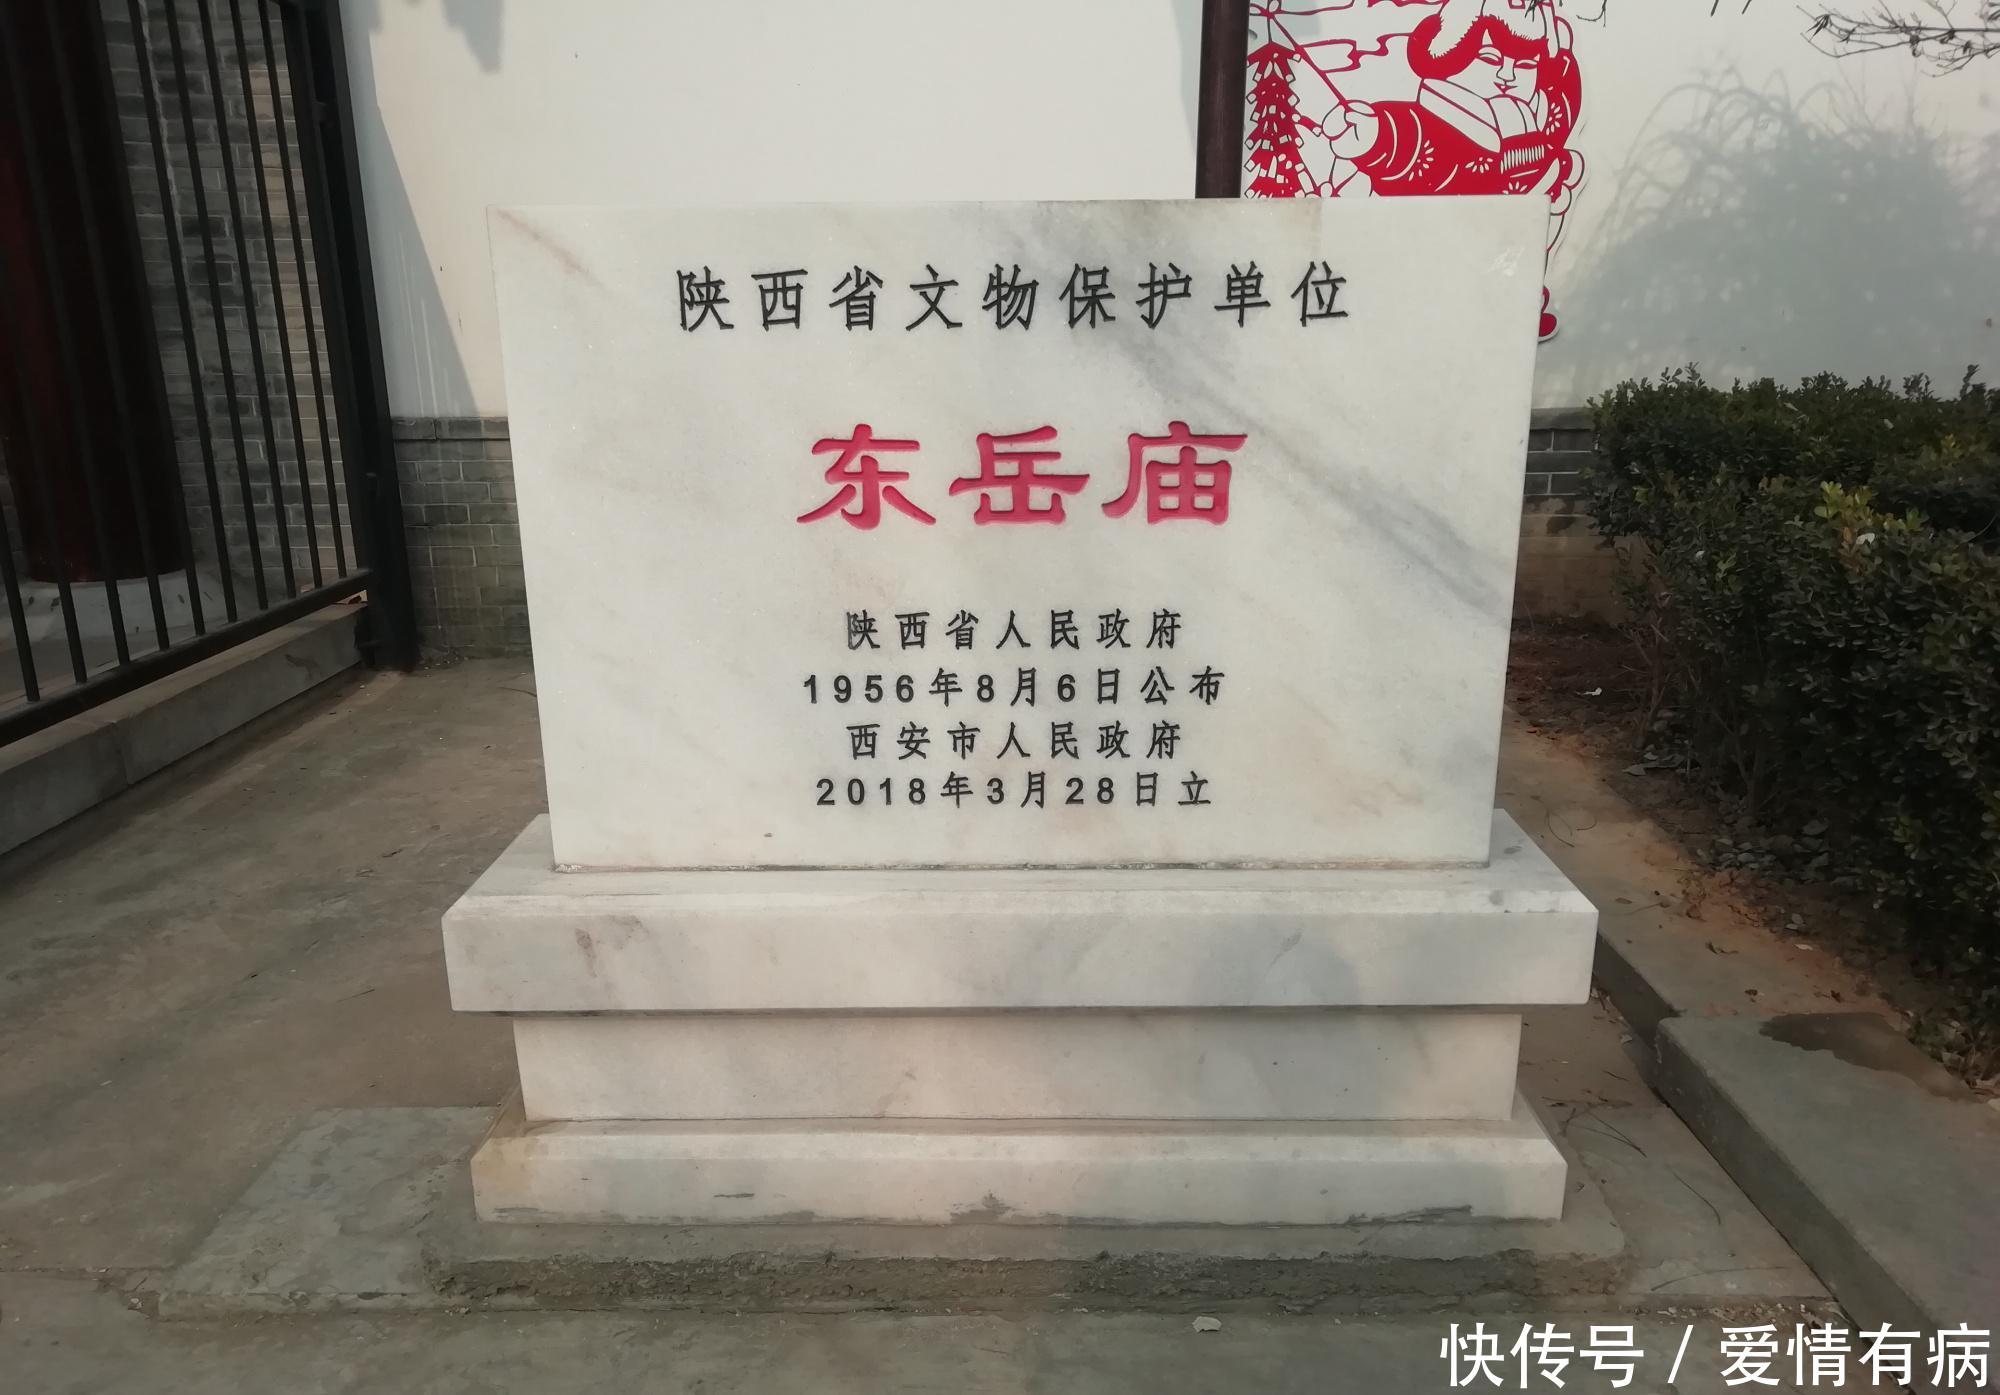 陕西省文物保护单位
东岳庙
陕西省人民政府
1956年8月6日公布
西安市人民政府
2018年3月28日立
快传号 / 爱情有病